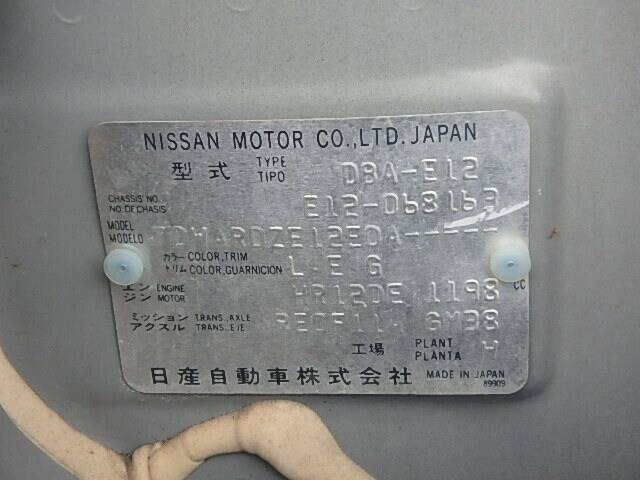 NISSAN MOTOR CO.,LTD. JAPAN
型式 TYPE TIPO DBA-E12
CHASSIS NO. NO. DE CHASIS E12-068163
MODEL MODELO
カラー COLOR, TRIM トリム COLOR, GUARNICION L E G
エンジン ENGINE MOTOR HR12DE 1198 CC
ミッション TRANS. AXLE アクスル TRANS. EJE GM38
工場 PLANT PLANTA H
日産自動車株式会社 MADE IN JAPAN
89909